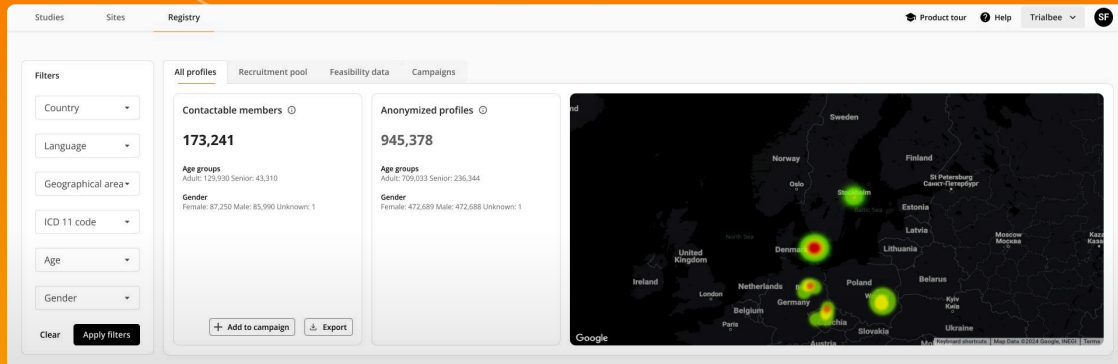 Studies
Sites
Registry
Product tour
Help
Trialbee
SF
Filters
Country
Language
Geographical area
ICD 11 code
Age
Gender
Clear
Apply filters
All profiles
Recruitment pool
Feasibility data
Campaigns
Contactable members
173,241
Age groups
Adult: 129,930 Senior: 43,310
Gender
Female: 87,250 Male: 85,990 Unknown: 1
Add to campaign
Export
Anonymized profiles
945,378
Age groups
Adult: 709,033 Senior: 236,344
Gender
Female: 472,689 Male: 472,688 Unknown: 1
Sweden
Norway
Finland
Oslo
St Petersburg
Санкт-Петербург
Stockholm
Baltic Sea
Estonia
Latvia
Moscow
Москва
North Sea
Lithuania
United
Kingdom
Ireland
Netherlands
Poland
Belarus
London
Germany
Belgium
Kyiv
Київ
Paris
Slovakia
Ukraine
Austria
Google
Keyboard shortcuts
Map Data ©2024 Google, INEGI
Terms